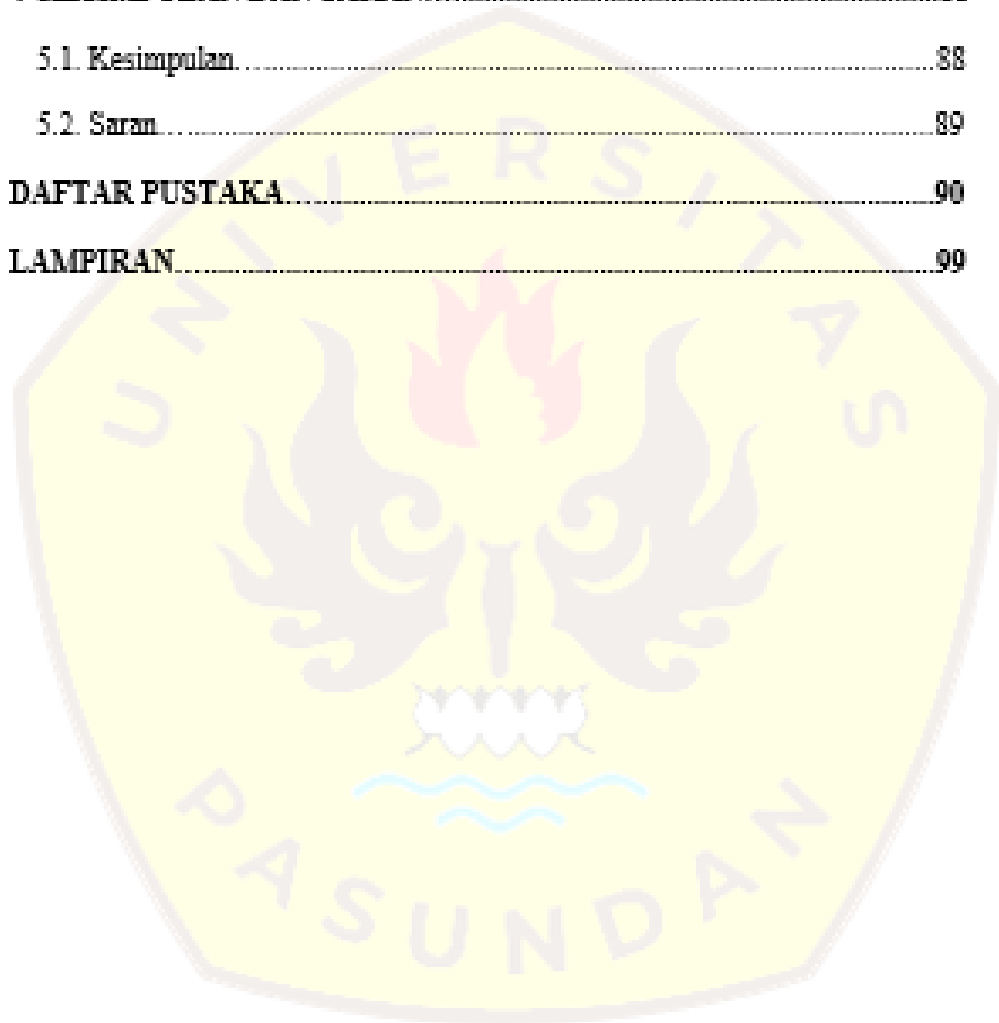 5.1. Kesimpulan 88
5.2. Saran 89
DAFTAR PUSTAKA 90
LAMPIRAN 99
UNIVERSITAS
PASUNDAN